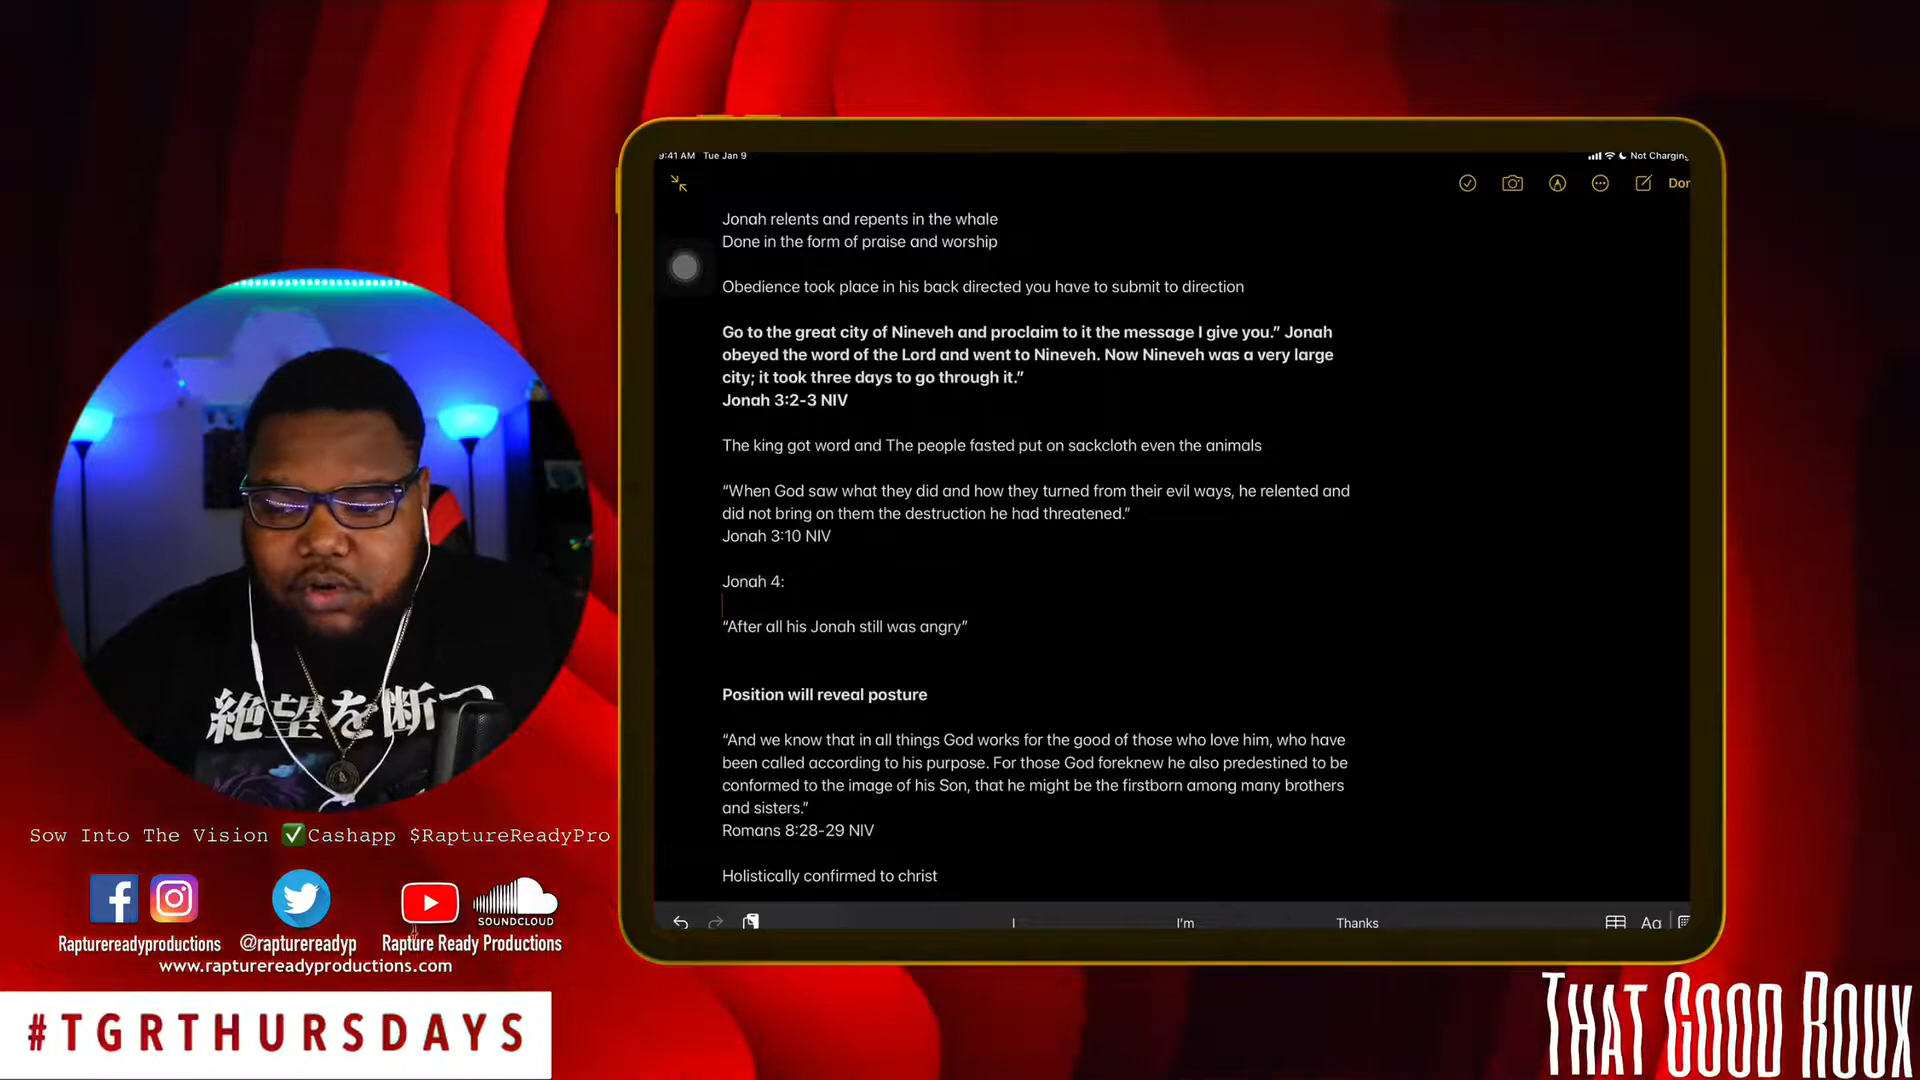 9:41 AM Tue Jan 9
Not Charging
Don
Jonah relents and repents in the whale
Done in the form of praise and worship
Obedience took place in his back directed you have to submit to direction
Go to the great city of Nineveh and proclaim to it the message I give you.” Jonah
obeyed the word of the Lord and went to Nineveh. Now Nineveh was a very large
city; it took three days to go through it.”
Jonah 3:2-3 NIV
The king got word and The people fasted put on sackcloth even the animals
“When God saw what they did and how they turned from their evil ways, he relented and
did not bring on them the destruction he had threatened.”
Jonah 3:10 NIV
Jonah 4:
“After all his Jonah still was angry”
Position will reveal posture
“And we know that in all things God works for the good of those who love him, who have
been called according to his purpose. For those God foreknew he also predestined to be
conformed to the image of his Son, that he might be the firstborn among many brothers
and sisters.”
Romans 8:28-29 NIV
Holistically confirmed to christ
I I'm Thanks
Aa
絶望を断つ
Sow Into The Vision ✅Cashapp $RaptureReadyPro
SOUNDCLOUD
Rapturereadyproductions @rapturereadyp Rapture Ready Productions
www.rapturereadyproductions.com
#TGRTHURSDAYS
THAT GOOD ROUX